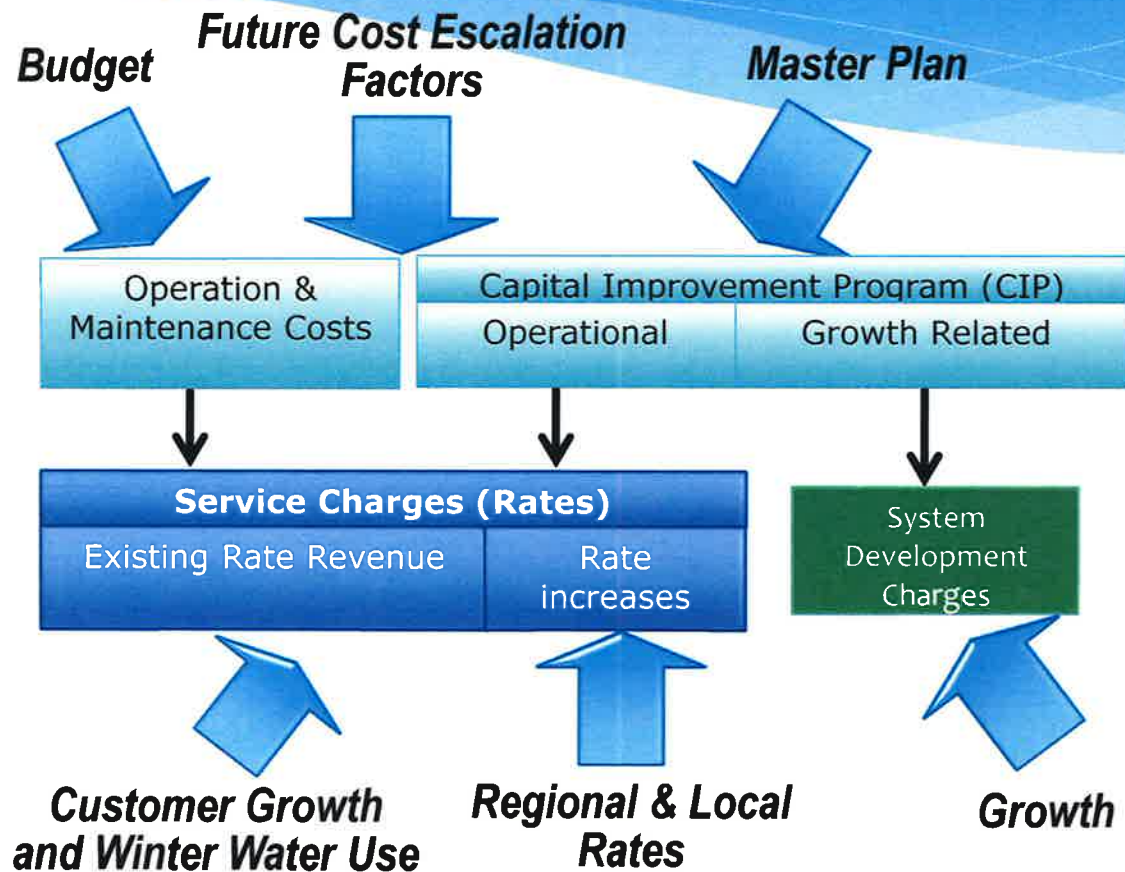 Budget
Future Cost Escalation
Factors
Master Plan
Operation &
Maintenance Costs
Capital Improvement Program (CIP)
Operational
Growth Related
Service Charges (Rates)
Existing Rate Revenue
Rate
increases
System
Development
Charges
Customer Growth
and Winter Water Use
Regional & Local
Rates
Growth